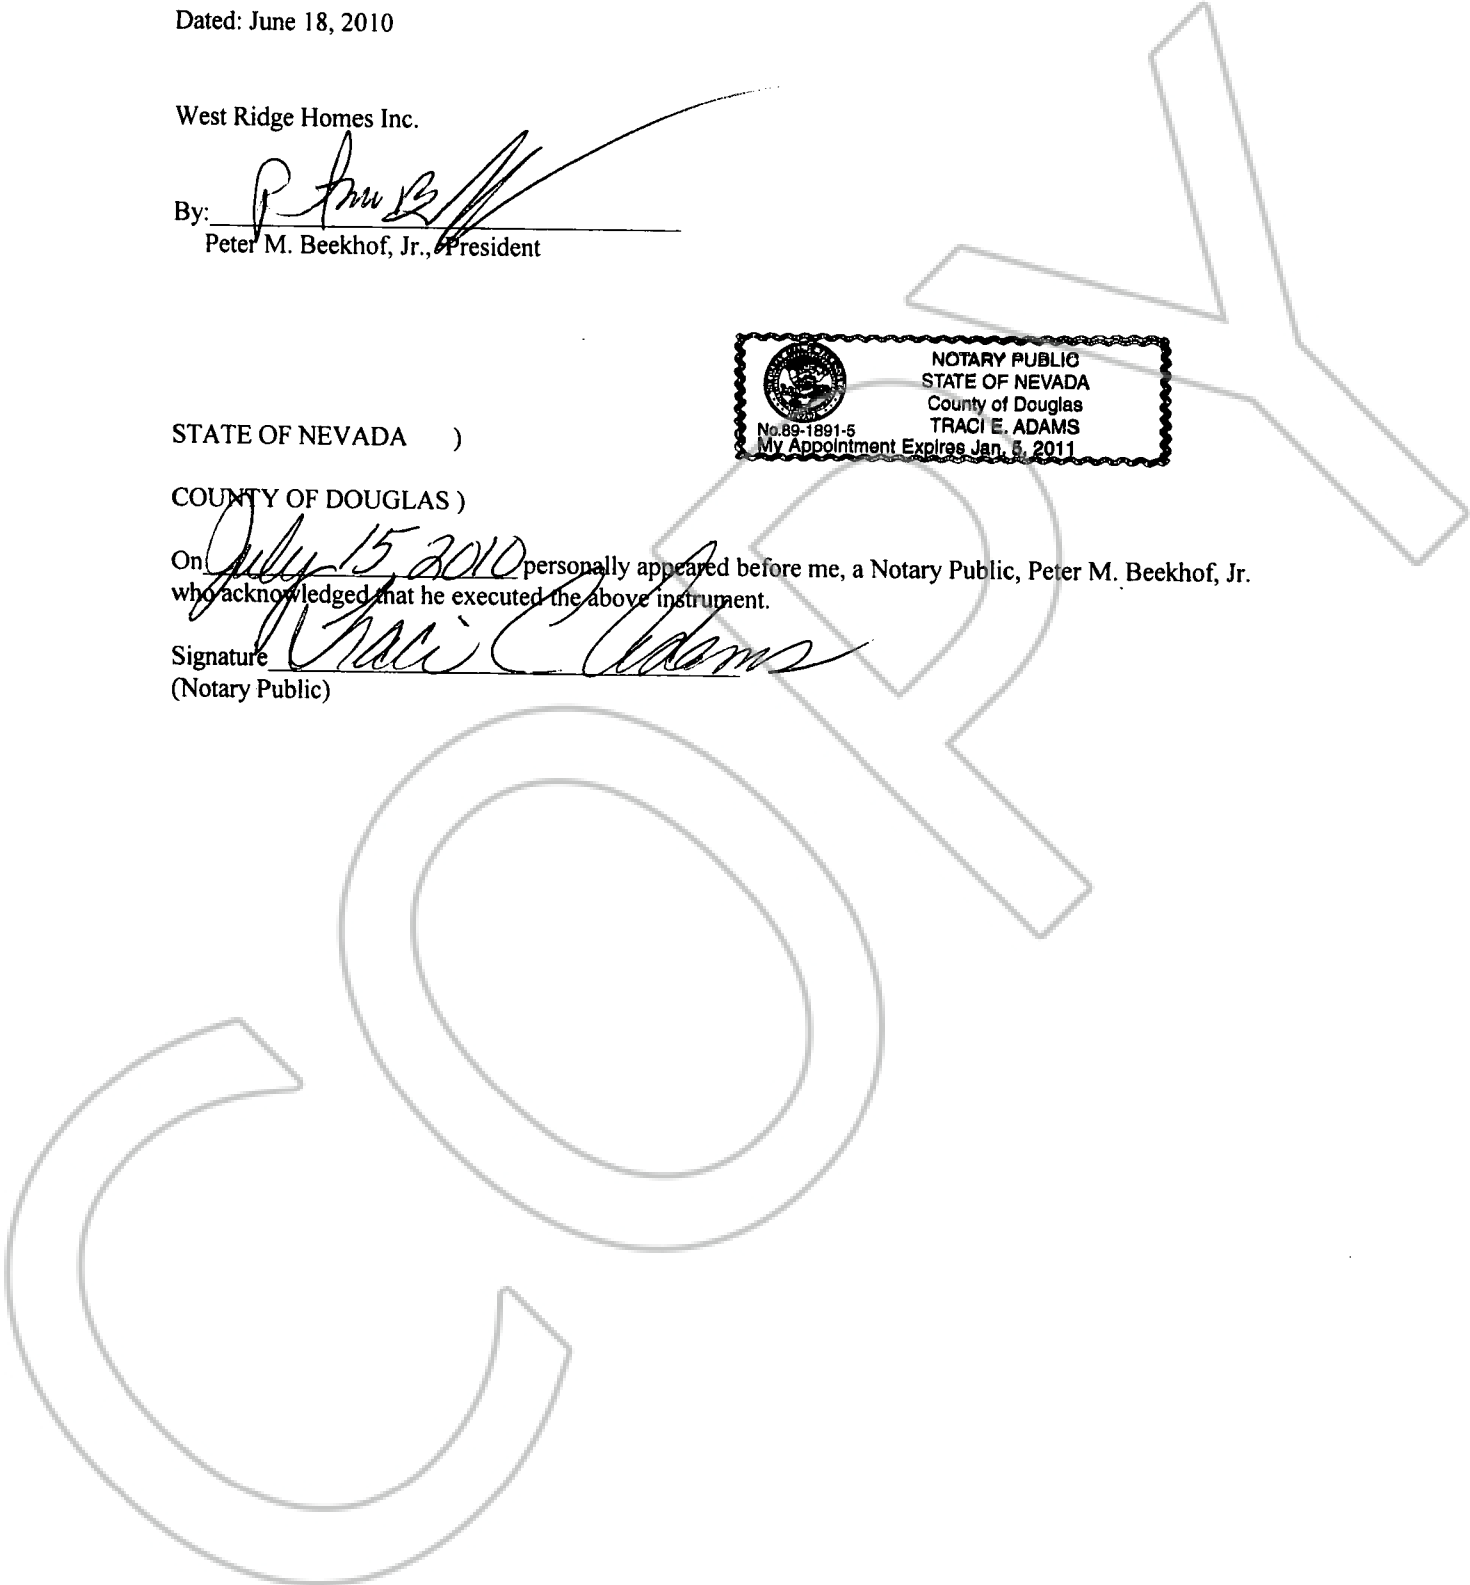 Dated: June 18, 2010
West Ridge Homes Inc.
By:
Peter M. Beekhof, Jr., President
NOTARY PUBLIC
STATE OF NEVADA
County of Douglas
TRACI E. ADAMS
No.89-1891-5
My Appointment Expires Jan. 5, 2011
STATE OF NEVADA )
COUNTY OF DOUGLAS )
On July 15, 2010 personally appeared before me, a Notary Public, Peter M. Beekhof, Jr.
who acknowledged that he executed the above instrument.
Signature Traci E Adams
(Notary Public)
COPY